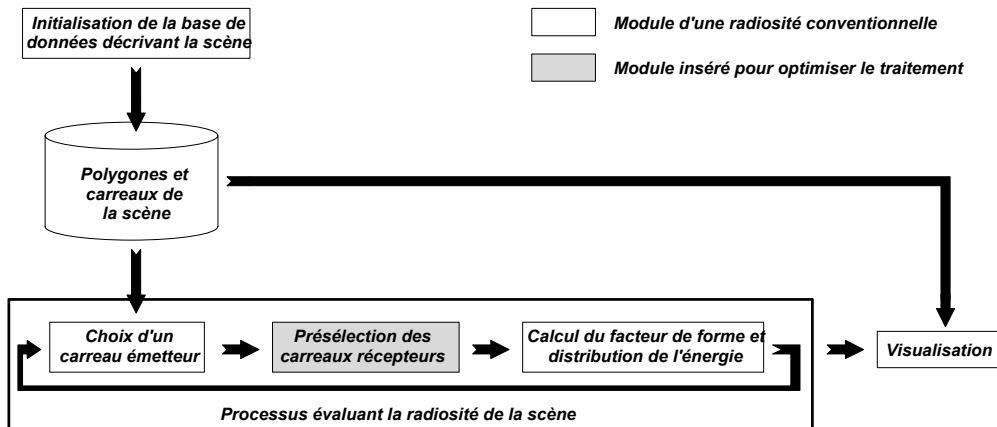 Initialisation de la base de
données décrivant la scène
Module d'une radiosité conventionnelle
Module inséré pour optimiser le traitement
Polygones et
carreaux de
la scène
Choix d'un
carreau émetteur
Présélection des
carreaux récepteurs
Calcul du facteur de forme et
distribution de l'énergie
Visualisation
Processus évaluant la radiosité de la scène